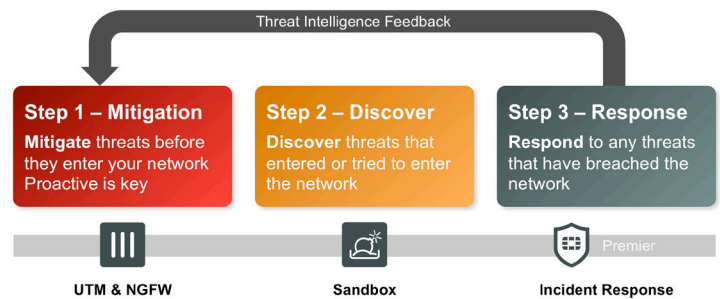 Threat Intelligence Feedback
Step 1 – Mitigation
Mitigate threats before
they enter your network
Proactive is key
Step 2 – Discover
Discover threats that
entered or tried to enter
the network
Step 3 – Response
Respond to any threats
that have breached the
network
Premier
UTM & NGFW
Sandbox
Incident Response